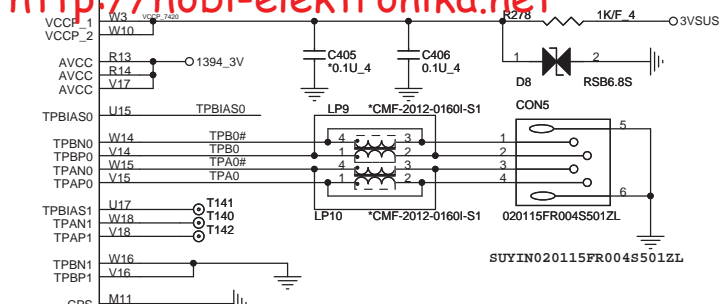 http://hobi-elektronika.net
VCCP_1 W3 VCCP_7420 R278 1K/F_4 3VSUS
VCCP_2 W10
AVCC R13 1394_3V
AVCC R14
AVCC V17
C405 C406
*0.1U_4 0.1U_4
1 2
D8 RSB6.8S
TPBIAS0 U15 TPBIAS0
LP9 *CMF-2012-0160I-S1 CON5
TPBN0 W14 TPB0# 4 3 1 5
TPBP0 V14 TPB0 1 2 2
TPAN0 W15 TPA0# 4 3 3
TPAP0 V15 TPA0 1 2 4
6
LP10 *CMF-2012-0160I-S1 020115FR004S501ZL
TPBIAS1 U17 T141
TPAN1 W18 T140
TPAP1 V18 T142
SUYIN020115FR004S501ZL
TPBN1 W16
TPBP1 V16
CPS M11